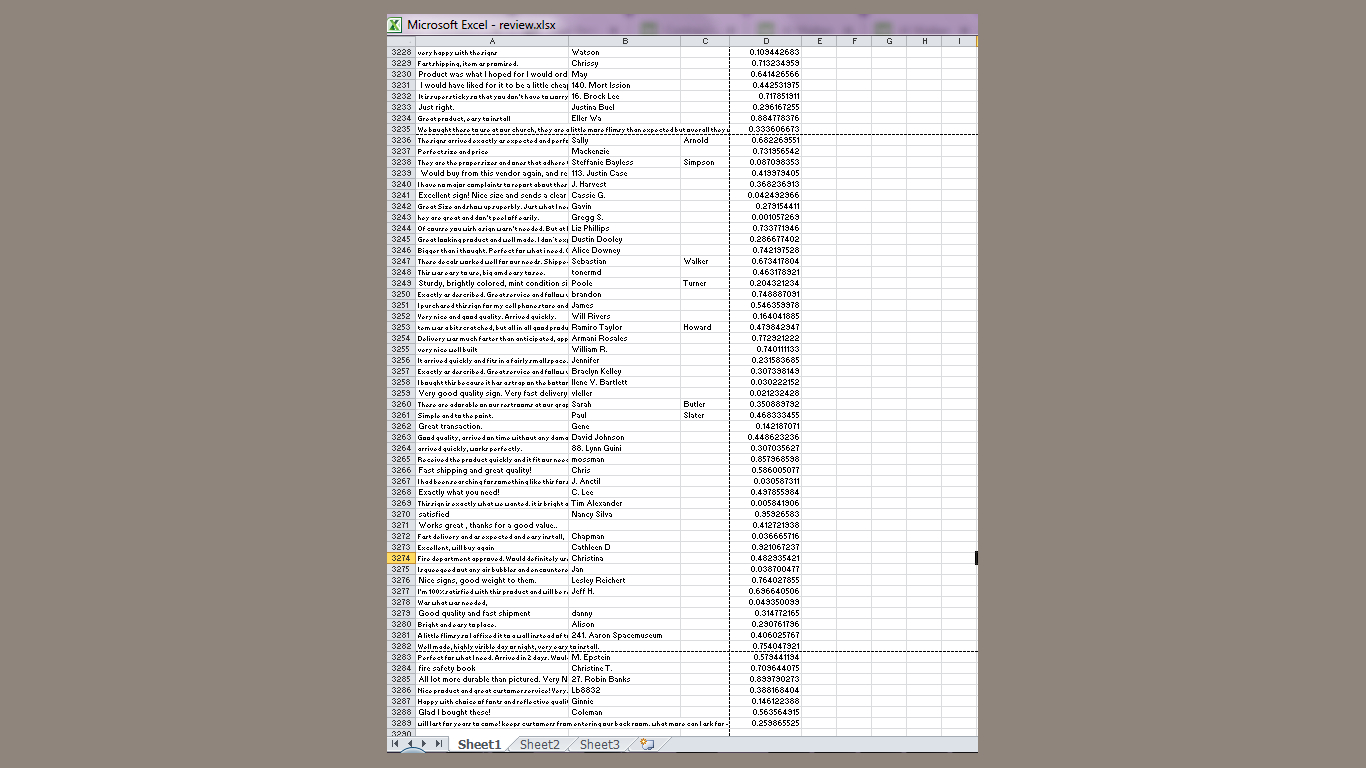 Microsoft Excel - review.xlsx
A B C D E F G H I
3228 very happy with the signs Watson 0.109442683
3229 Fast shipping, item as promised. Chrissy 0.713234959
3230 Product was what I hoped for I would ord May 0.641426566
3231 I would have liked for it to be a little cheap 140. Mort Ission 0.442531975
3232 It is super sticky so that you don't have to worry 16. Brock Lee 0.717851911
3233 Just right. Justina Buel 0.296167255
3234 Great product, easy to install Eller Wa 0.884778376
3235 We bought these to use at our church, they are a little more flimsy than expected but overall they 0.333606673
3236 The signs arrived exactly as expected and perfe Sally Arnold 0.682269551
3237 Perfect size and price Mackenzie 0.731956542
3238 They are the proper sizes and ones that adhere Steffanie Bayless Simpson 0.087098353
3239 Would buy from this vendor again, and re 113. Justin Case 0.419979405
3240 I have no major complaints to report about thes J. Harvest 0.368236913
3241 Excellent sign! Nice size and sends a clear Cassie G. 0.042492966
3242 Great Size and show up superbly. Just what I nee Gavin 0.279154411
3243 hey are great and don't peel off easily. Gregg S. 0.001057269
3244 Of course you wish a sign wasn't needed. But at l Liz Phillips 0.733771946
3245 Great looking product and well made. I don't exp Dustin Dooley 0.286677402
3246 Bigger than i thought. Perfect for what i need. Alice Downey 0.742197528
3247 These decals worked well for our needs. Shippe Sebastian Walker 0.673417804
3248 This was easy to use, big amd easy to see. tonermd 0.463178921
3249 Sturdy, brightly colored, mint condition si Poole Turner 0.204321234
3250 Exactly as described. Great service and follow brandon 0.748887091
3251 I purchased this sign for my cell phone store and James 0.546359978
3252 Very nice and good quality. Arrived quickly. Will Rivers 0.164041885
3253 tem was a bit scratched, but all in all good produ Ramiro Taylor Howard 0.479842947
3254 Delivery was much faster than anticipated, app Armani Rosales 0.772921222
3255 very nice well built William R. 0.740111133
3256 It arrived quickly and fits in a fairly small space. Jennifer 0.231583685
3257 Exactly as described. Great service and follow Braelyn Kelley 0.307398149
3258 I bought this because it has a strap on the bottom Ilene V. Bartlett 0.030222152
3259 Very good quality sign. Very fast delivery vleller 0.021232428
3260 These are adorable on our restrooms at our Sarah Butler 0.350889792
3261 Simple and to the point. Paul Slater 0.468333455
3262 Great transaction. Gene 0.142187071
3263 Good quality, arrived on time without any dama David Johnson 0.448623236
3264 arrived quickly, works perfectly. 88. Lynn Guini 0.307035627
3265 Received the product quickly and it fit our need mossman 0.857968598
3266 Fast shipping and great quality! Chris 0.586005077
3267 I had been searching for something like this for J. Anctil 0.030587311
3268 Exactly what you need! C. Lee 0.497855984
3269 This sign is exactly what we wanted. it is bright a Tim Alexander 0.005841906
3270 satisfied Nancy Silva 0.95926583
3271 Works great , thanks for a good value.. 0.412721938
3272 Fast delivery and as expected and easy install, Chapman 0.036665716
3273 Excellent, will buy again Cathleen D 0.921067237
3274 Fire department approved. Would definitely us Christina 0.482935421
3275 I squeegeed out any air bubbles and encountere Jan 0.038700477
3276 Nice signs, good weight to them. Lesley Reichert 0.764027855
3277 I'm 100% satisfied with this product and will be r Jeff H. 0.696640506
3278 Was what was needed, 0.049350099
3279 Good quality and fast shipment danny 0.314772165
3280 Bright and easy to place. Alison 0.290761796
3281 A little flimsy so I affixed it to a wall instead of 241. Aaron Spacemuseum 0.406025767
3282 Well made, highly visible day or night, very easy to install. 0.754047921
3283 Perfect for what I need. Arrived in 2 days. Woul M. Epstein 0.579441194
3284 fire safety book Christine T. 0.709644075
3285 All lot more durable than pictured. Very N 27. Robin Banks 0.899790273
3286 Nice product and great customer service! Very. Lb8832 0.388168404
3287 Happy with choice of fonts and reflective qualit Ginnie 0.146122388
3288 Glad I bought these! Coleman 0.563564915
3289 will last for years to come! keeps customers from entering our back room. what more can I ask for 0.259865525
3290
Sheet1 Sheet2 Sheet3